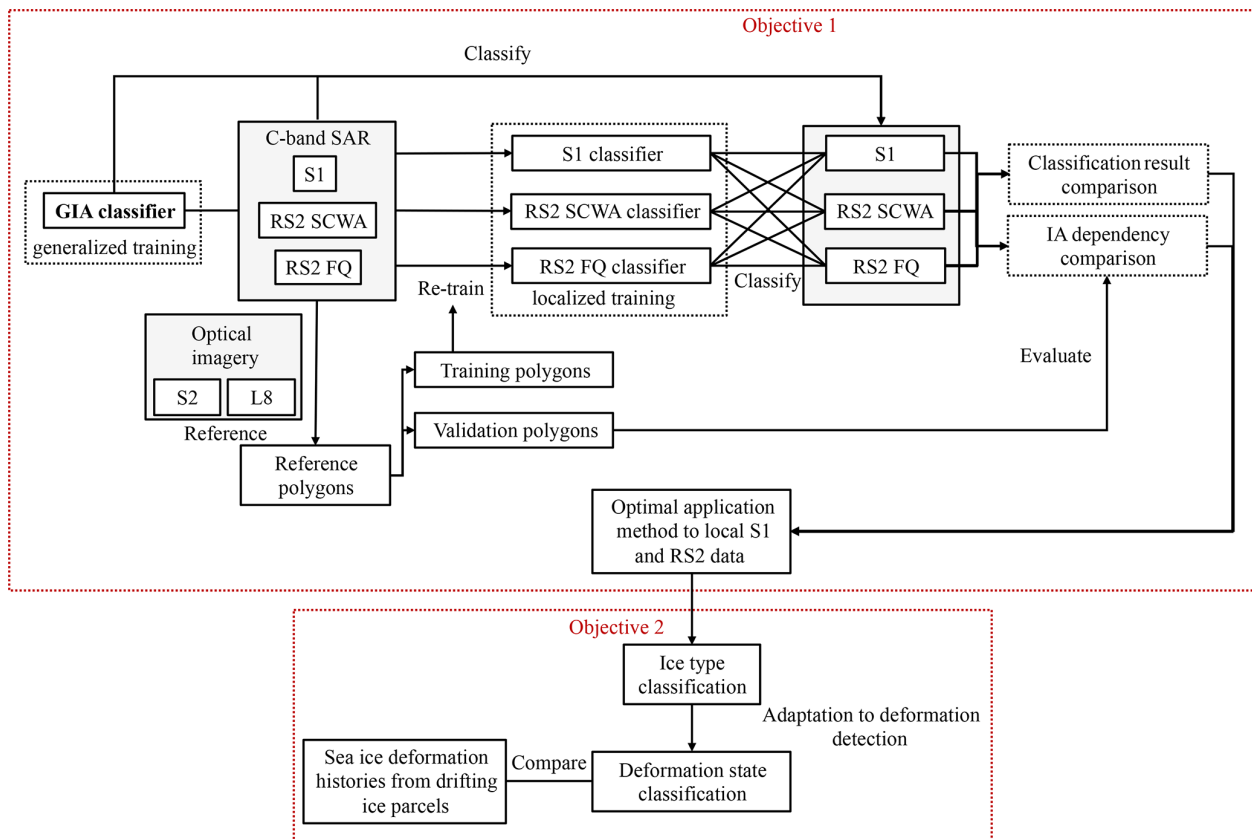 Objective 1
Classify
C-band SAR
S1
RS2 SCWA
RS2 FQ
GIA classifier
generalized training
S1 classifier
RS2 SCWA classifier
RS2 FQ classifier
localized training
Re-train
Classify
S1
RS2 SCWA
RS2 FQ
Classification result
comparison
IA dependency
comparison
Optical
imagery
S2
L8
Reference
Training polygons
Validation polygons
Evaluate
Reference
polygons
Optimal application
method to local S1
and RS2 data
Objective 2
Ice type
classification
Adaptation to deformation
detection
Sea ice deformation
histories from drifting
ice parcels
Compare
Deformation state
classification